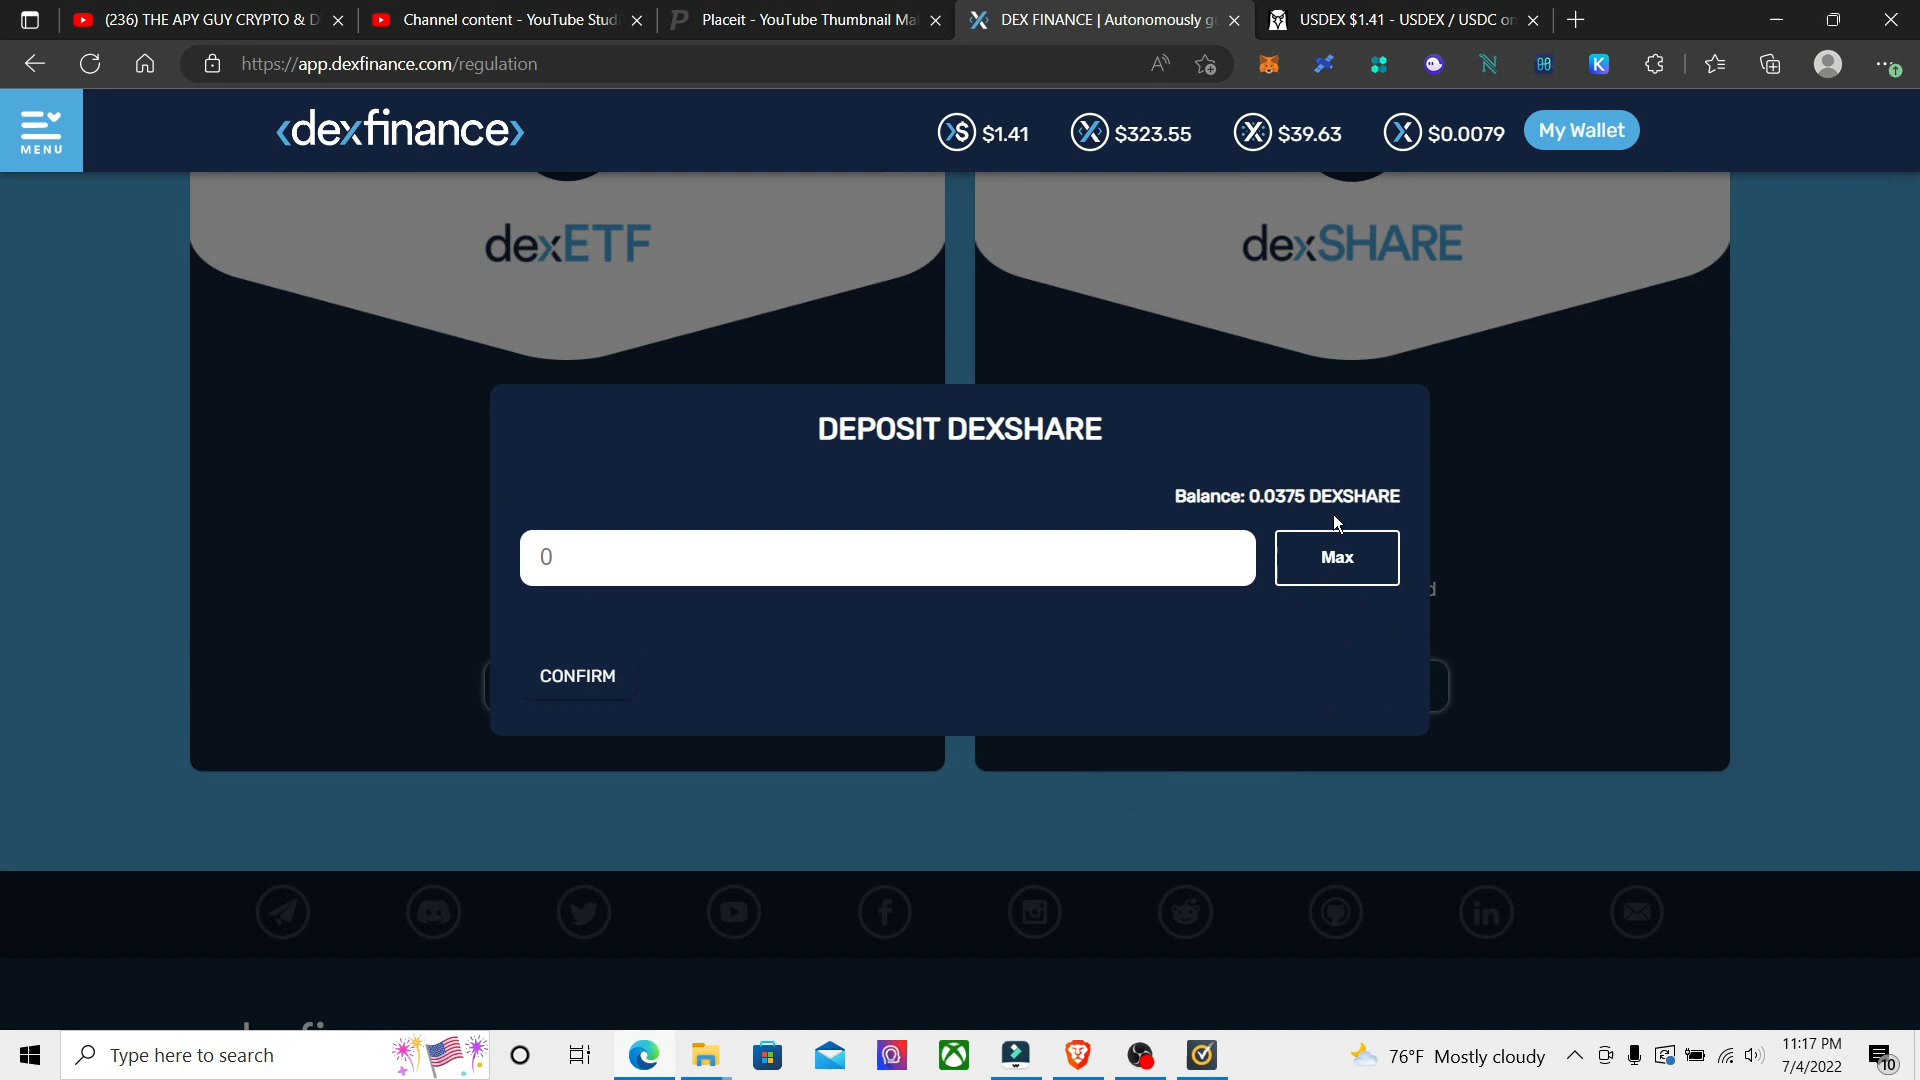 (236) THE APY GUY CRYPTO & D
Channel content - YouTube Stud
Placeit - YouTube Thumbnail Ma
DEX FINANCE | Autonomously g
USDEX $1.41 - USDEX / USDC on
https://app.dexfinance.com/regulation
MENU
<dexfinance>
$1.41
$323.55
$39.63
$0.0079
My Wallet
dexETF
dexSHARE
DEPOSIT DEXSHARE
Balance: 0.0375 DEXSHARE
0
Max
CONFIRM
Type here to search
76°F Mostly cloudy
11:17 PM
7/4/2022
10